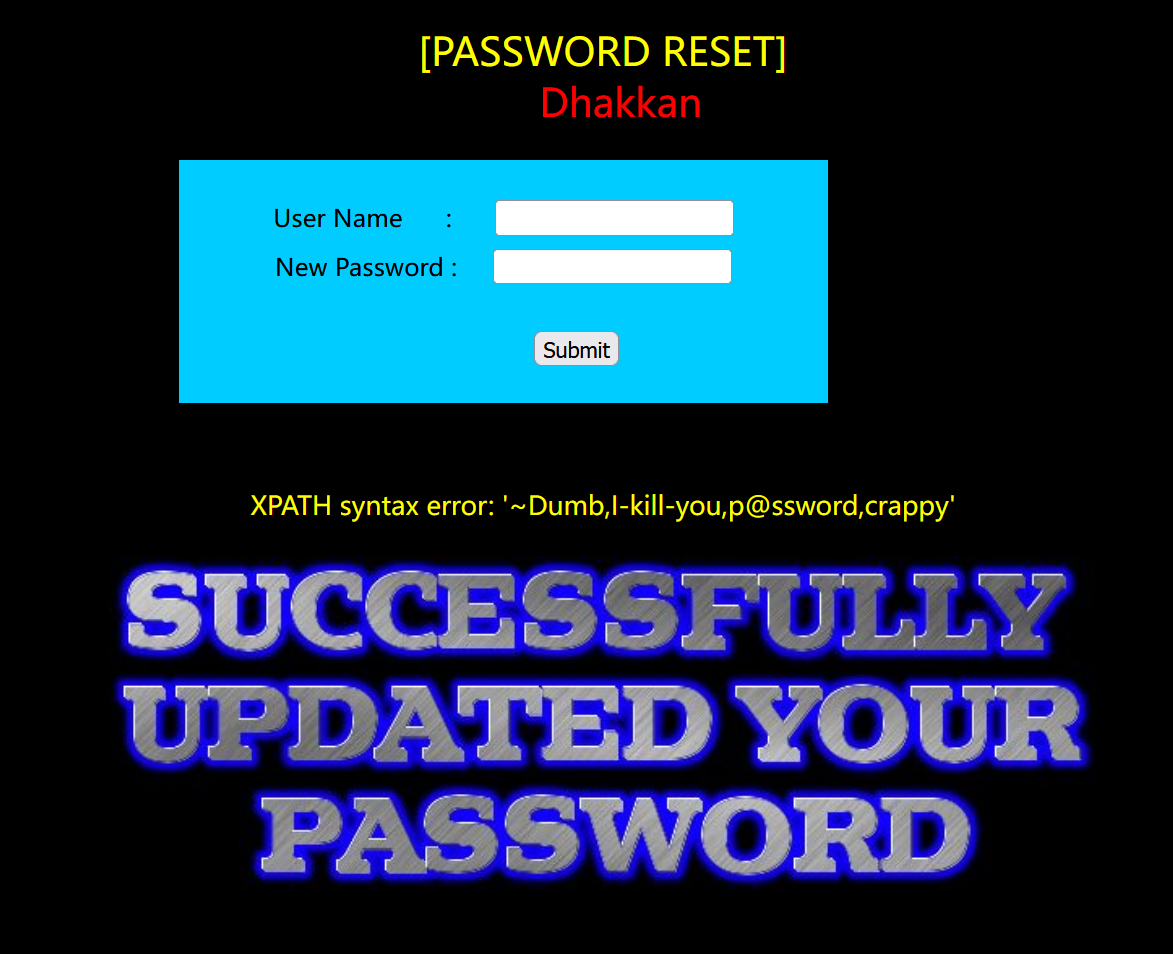 [PASSWORD RESET]
Dhakkan
User Name :
New Password :
Submit
XPATH syntax error: '~Dumb,I-kill-you,p@ssword,crappy'
SUCCESSFULLY
UPDATED YOUR
PASSWORD